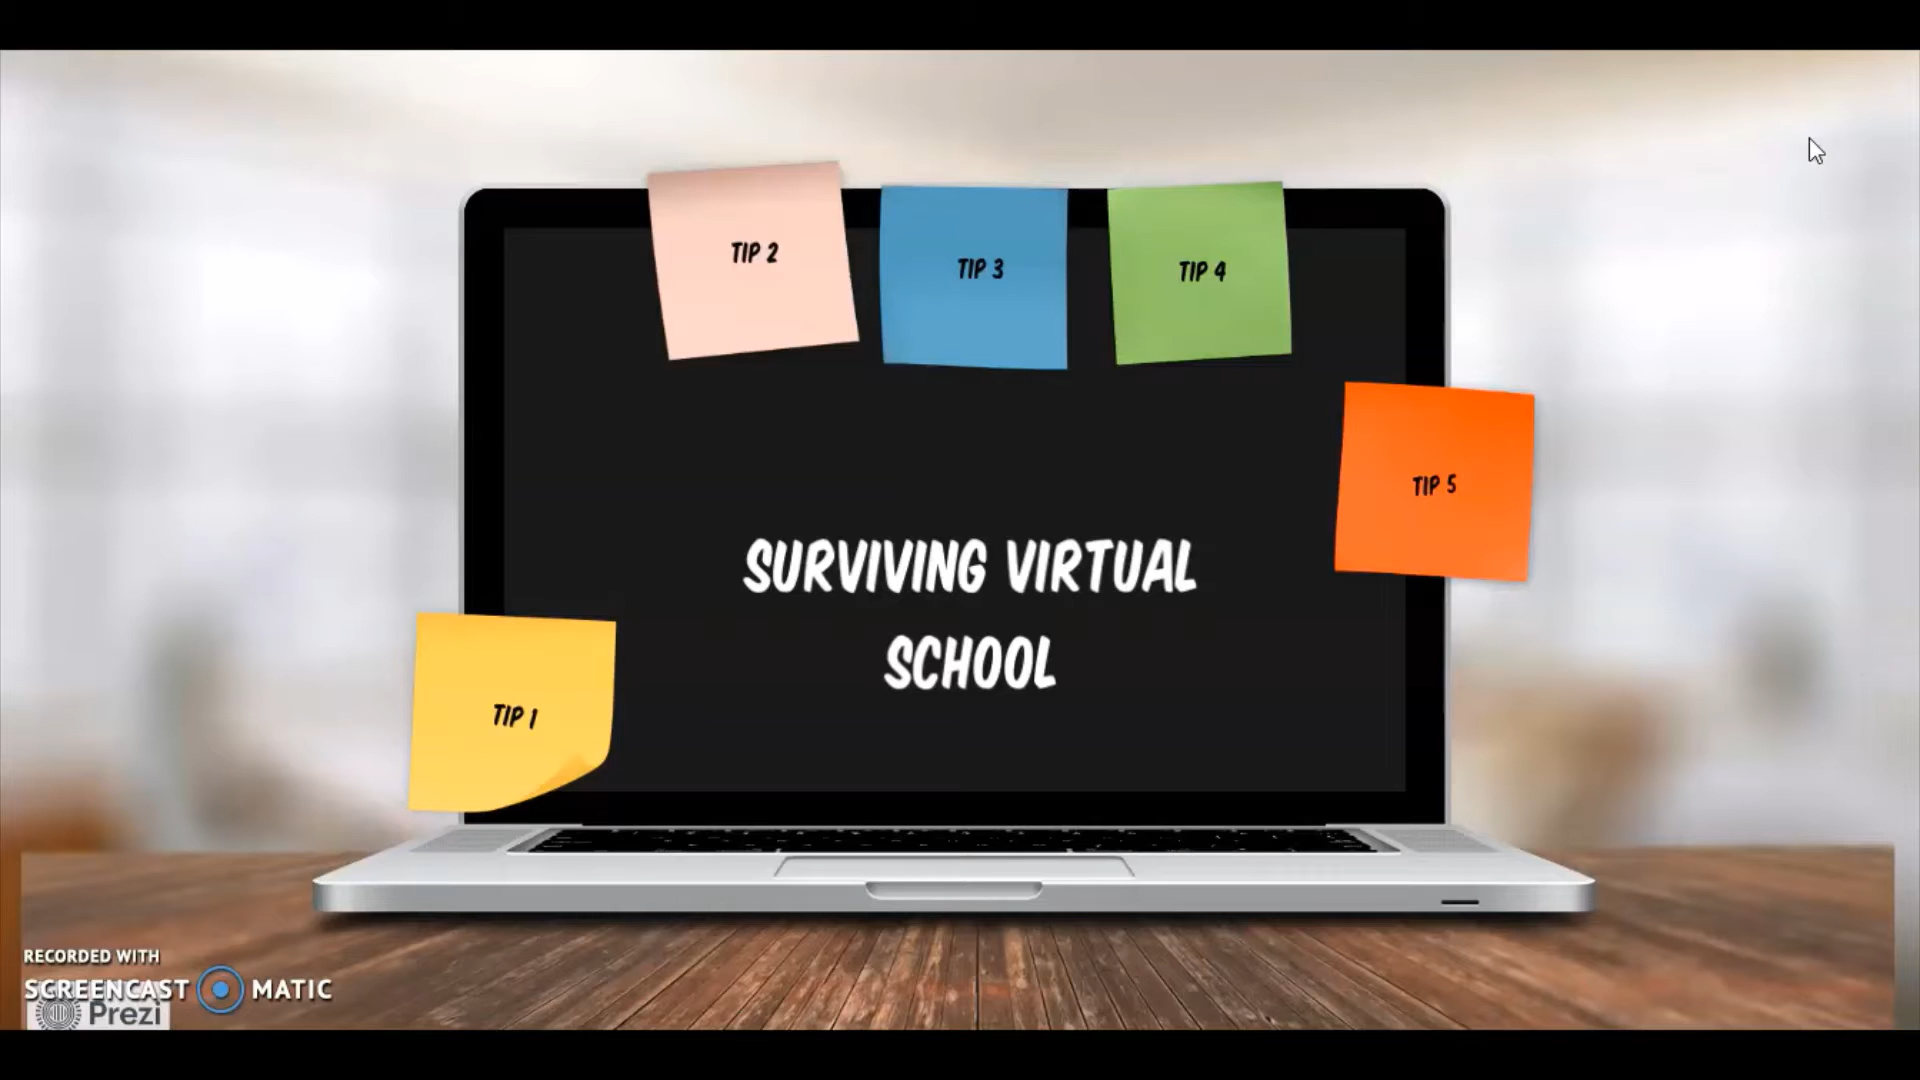 TIP 2
TIP 3
TIP 4
TIP 5
SURVIVING VIRTUAL
SCHOOL
TIP 1
RECORDED WITH
SCREENCAST MATIC
Prezi